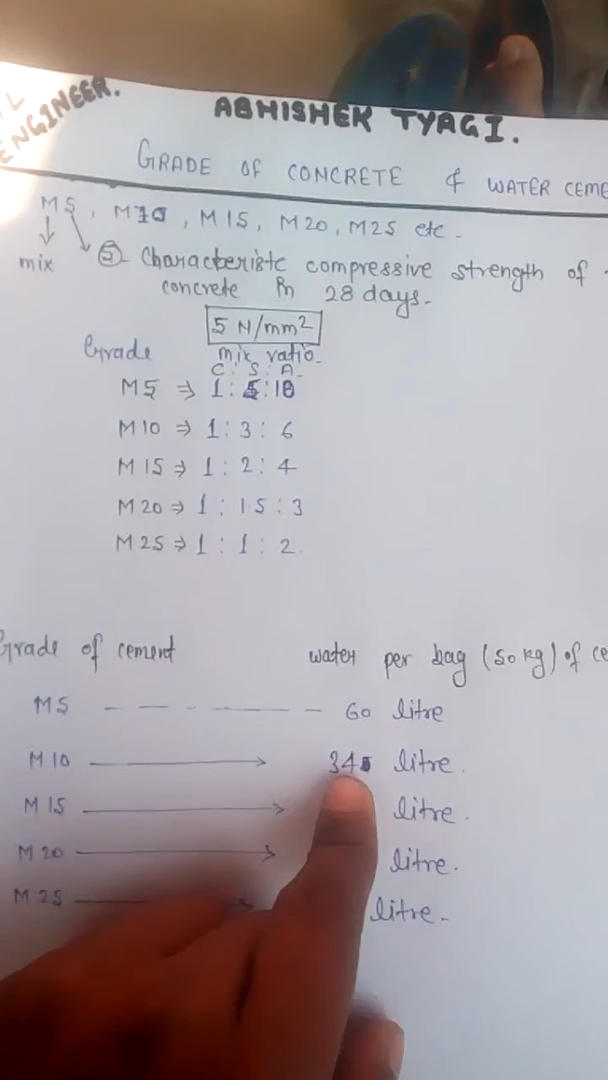 L
ENGINEER.
ABHISHEK TYAGI.
GRADE OF CONCRETE & WATER CEME
M5, M10, M15, M20, M25 etc.
mix
5 Characteristic compressive strength of
concrete in 28 days.
5 N/mm²
Grade mix ratio.
C : S : A
M5 ⇒ 1:5:10
M10 ⇒ 1:3:6
M15 ⇒ 1:2:4
M20 ⇒ 1:1.5:3
M25 ⇒ 1:1:2.
Grade of cement water per bag (50 kg) of ce
M5 - - - - 60 litre
M10 → 34 litre.
M15 → litre.
M20 → litre.
M25 → litre.